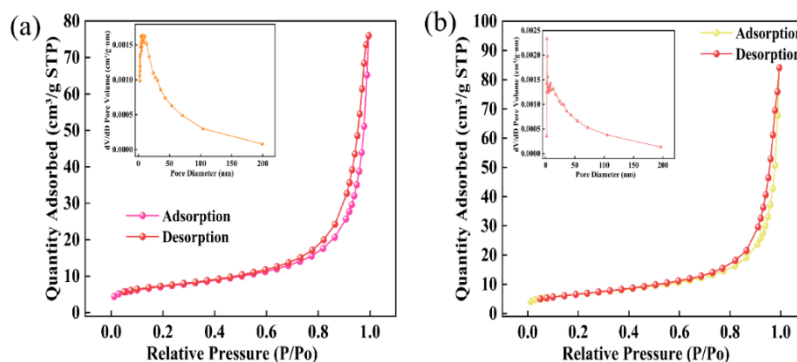 (a)
Quantity Adsorbed (cm³/g STP)
80
70
60
50
40
30
20
10
0
0.0 0.2 0.4 0.6 0.8 1.0
Relative Pressure (P/Po)
Adsorption
Desorption
dV/dD Pore Volume (cm³/g·nm)
0.0015
0.0010
0.0005
0.0000
0 50 100 150 200
Pore Diameter (nm)
(b)
Quantity Adsorbed (cm³/g STP)
100
90
80
70
60
50
40
30
20
10
0
0.0 0.2 0.4 0.6 0.8 1.0
Relative Pressure (P/Po)
Adsorption
Desorption
dV/dD Pore Volume (cm³/g·nm)
0.0025
0.0020
0.0015
0.0010
0.0005
0.0000
0 50 100 150 200
Pore Diameter (nm)